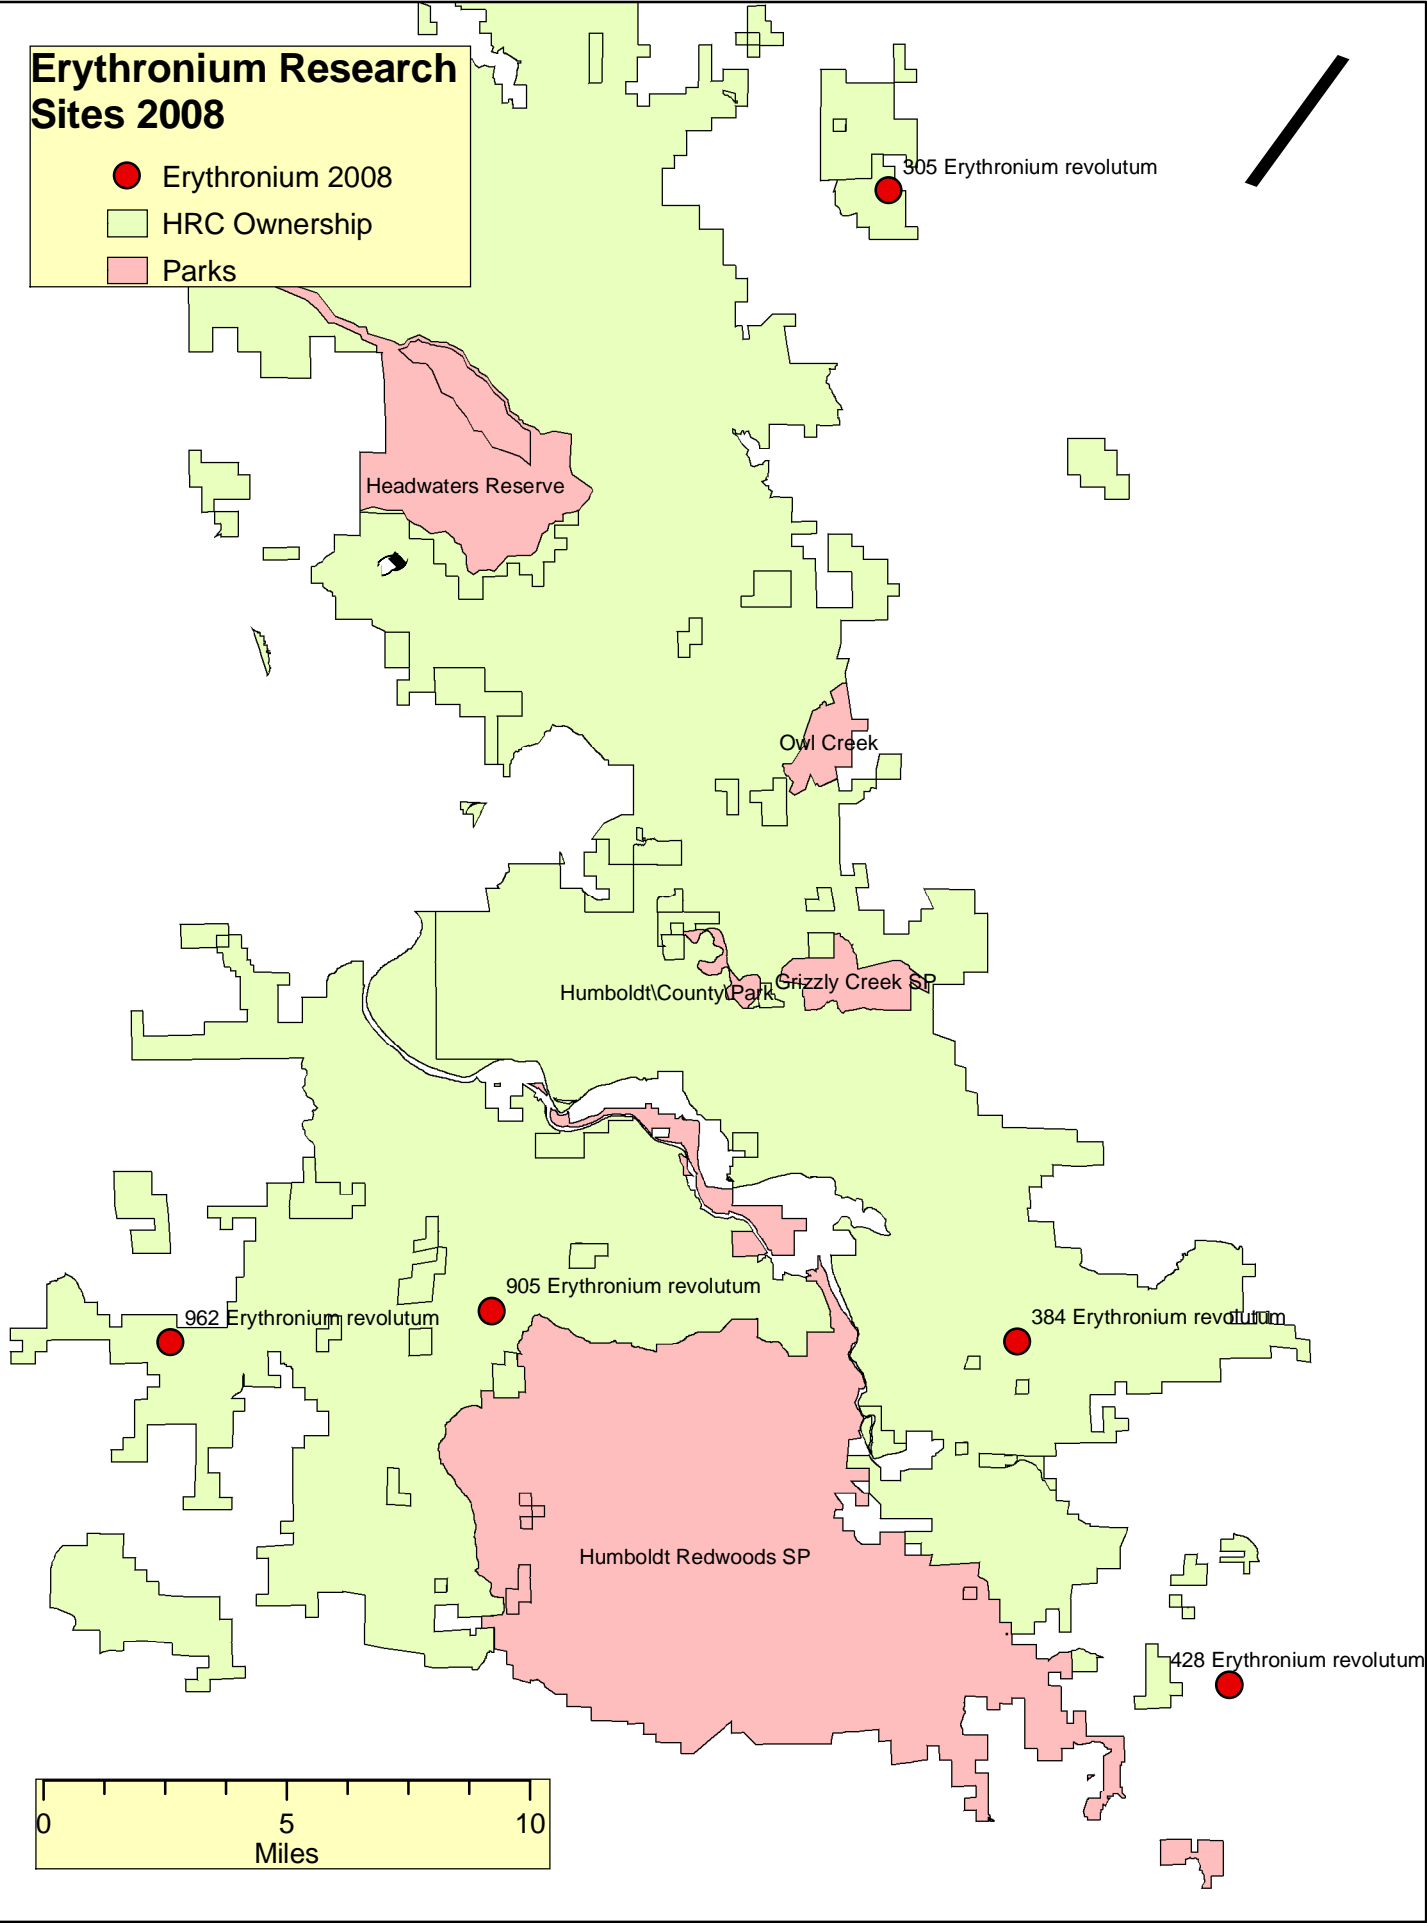 Erythronium Research
Sites 2008
Erythronium 2008
HRC Ownership
Parks
305 Erythronium revolutum
Headwaters Reserve
Owl Creek
Grizzly Creek SP
Humboldt\County\Park
905 Erythronium revolutum
962 Erythronium revolutum
384 Erythronium revolutum
Humboldt Redwoods SP
428 Erythronium revolutum
0 5 10
Miles